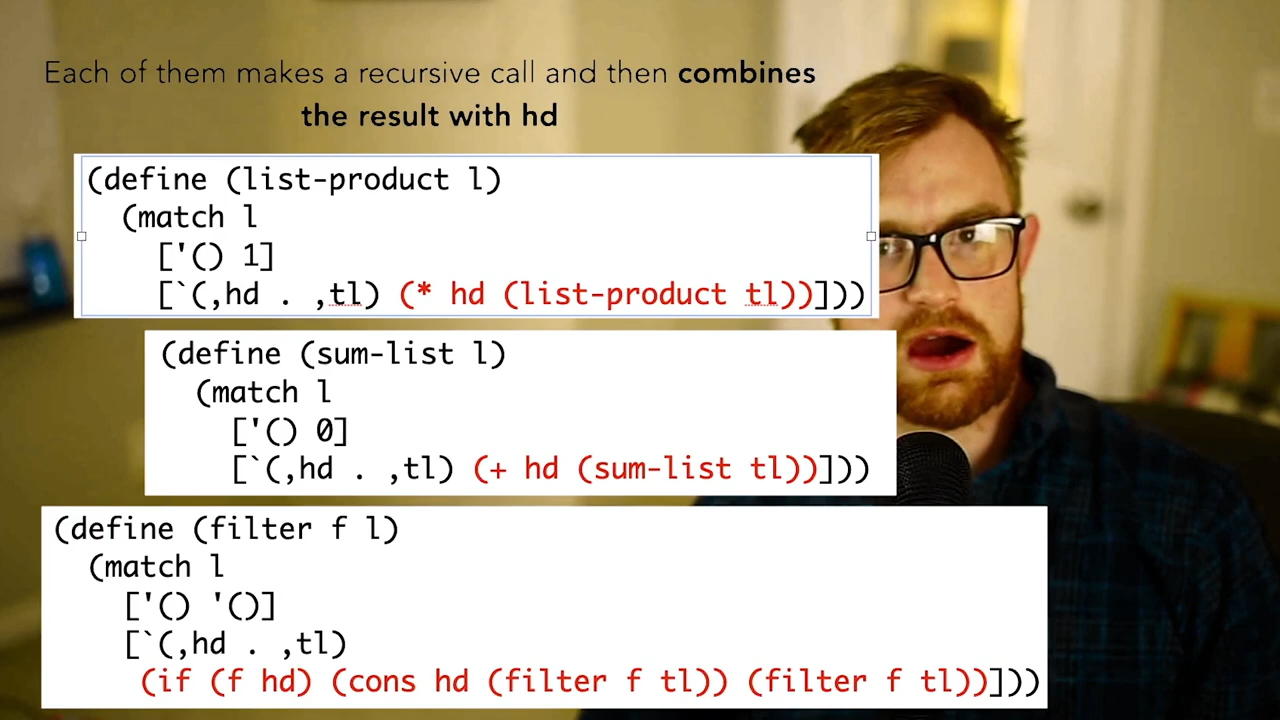 Each of them makes a recursive call and then combines
the result with hd
(define (list-product l)
(match l
['() 1]
[`(,hd . ,tl) (* hd (list-product tl))]))
(define (sum-list l)
(match l
['() 0]
[`(,hd . ,tl) (+ hd (sum-list tl))]))
(define (filter f l)
(match l
['() '()]
[`(,hd . ,tl)
(if (f hd) (cons hd (filter f tl)) (filter f tl))]))